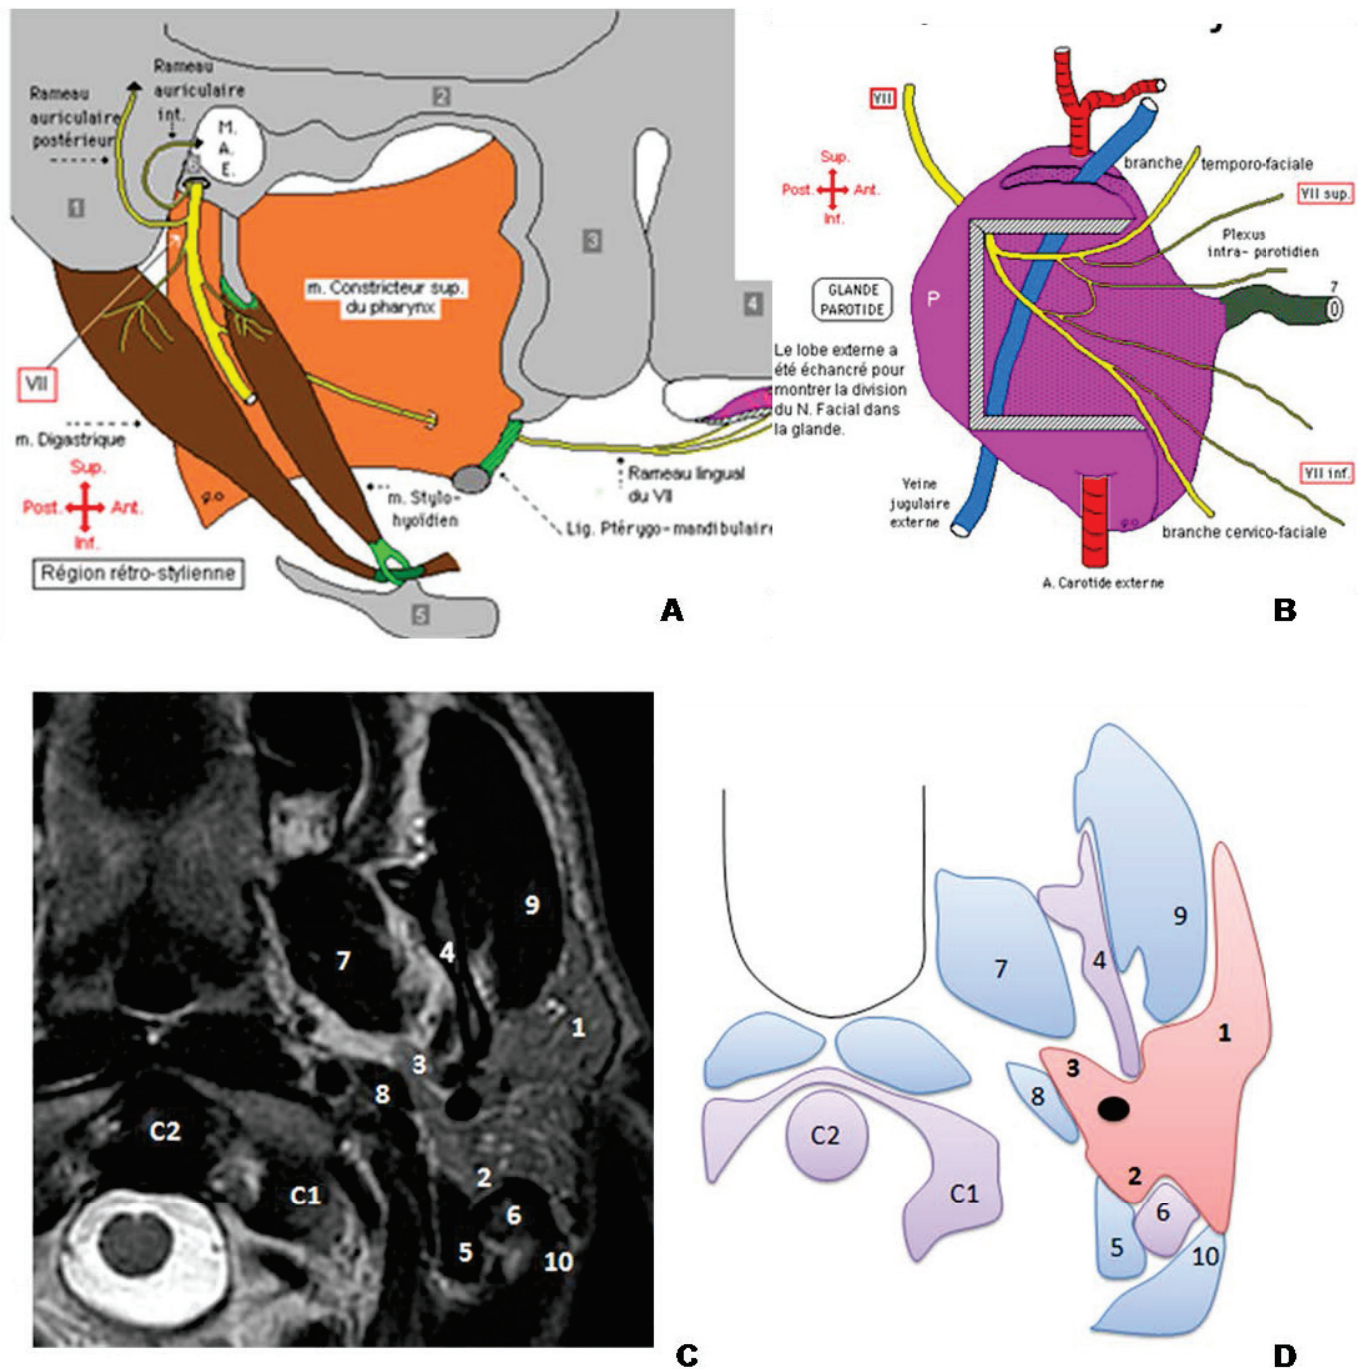 Rameau
auriculaire
postérieur
Rameau
auriculaire
int.
M.
A.
E.
1
2
3
4
6
m. Constricteur sup.
du pharynx
VII
m. Digastrique
Sup.
Post.
Ant.
Inf.
m. Stylo-
hyoïdien
Rameau lingual
du VII
Lig. Ptérygo-mandibulaire
Région rétro-stylienne
5
A
VII
Sup.
Post.
Ant.
Inf.
branche temporo-faciale
VII sup.
Plexus
intra-parotidien
7
GLANDE
PAROTIDE
P
Le lobe externe a
été échancré pour
montrer la division
du N. Facial dans
la glande.
Veine
jugulaire
externe
VII inf.
branche cervico-faciale
A. Carotide externe
B
9
7
4
1
3
8
C2
2
C1
6
5
10
C
9
7
4
1
3
8
C2
2
C1
6
5
10
D